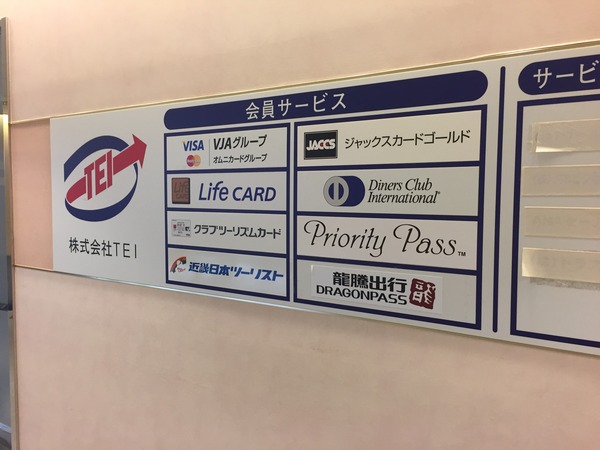 会員サービス
サービ
TEI
株式会社TEI
VISA
MasterCard
VJAグループ
オムニカードグループ
Life CARD
クラブツーリズムカード
近畿日本ツーリスト
JACCS
ジャックスカードゴールド
Diners Club
International®
Priority Pass™
龍騰出行
DRAGONPASS